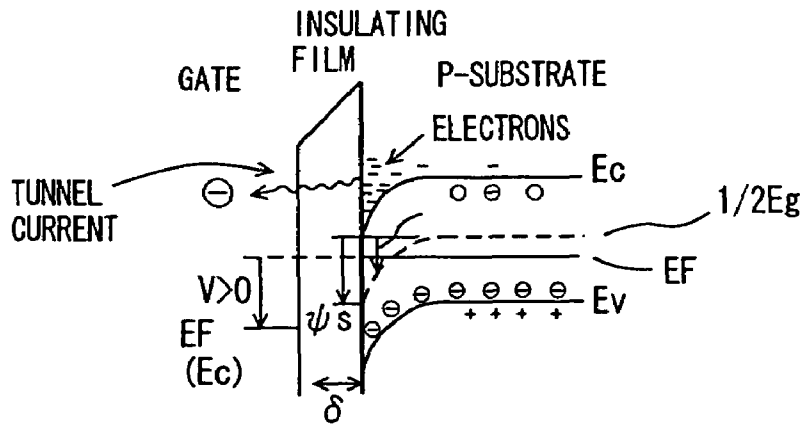 INSULATING
FILM
GATE
P-SUBSTRATE
ELECTRONS
Ec
TUNNEL
CURRENT
1/2Eg
EF
V>0
ψs
Ev
EF
(Ec)
δ